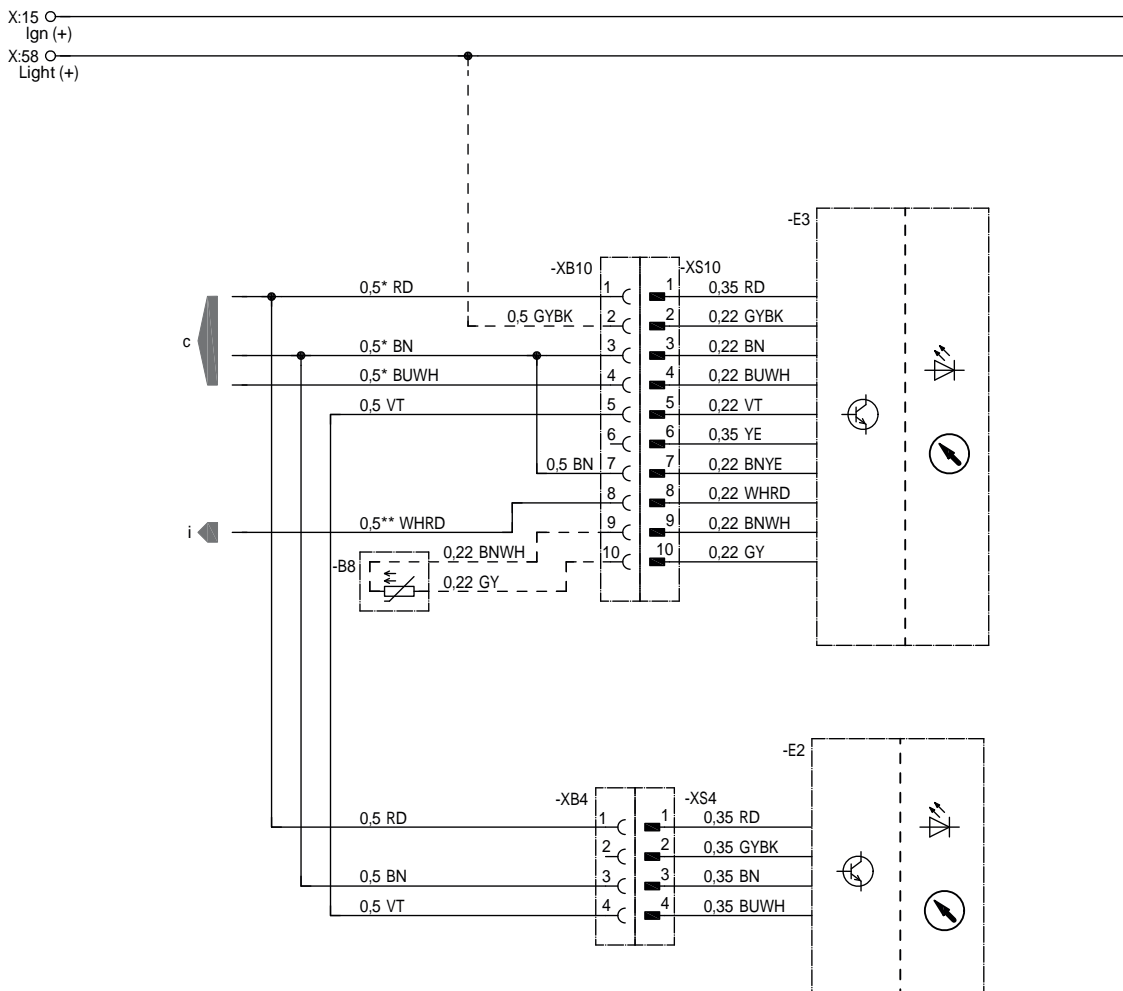 X:15
Ign (+)
X:58
Light (+)
-E3
-XB10 -XS10
0,5* RD 1 1 0,35 RD
0,5 GYBK 2 2 0,22 GYBK
c
0,5* BN 3 3 0,22 BN
0,5* BUWH 4 4 0,22 BUWH
0,5 VT 5 5 0,22 VT
6 6 0,35 YE
0,5 BN 7 7 0,22 BNYE
8 8 0,22 WHRD
i 0,5** WHRD 9 9 0,22 BNWH
-B8 0,22 BNWH 10 10 0,22 GY
0,22 GY
-E2
-XB4 -XS4
0,5 RD 1 1 0,35 RD
2 2 0,35 GYBK
0,5 BN 3 3 0,35 BN
0,5 VT 4 4 0,35 BUWH